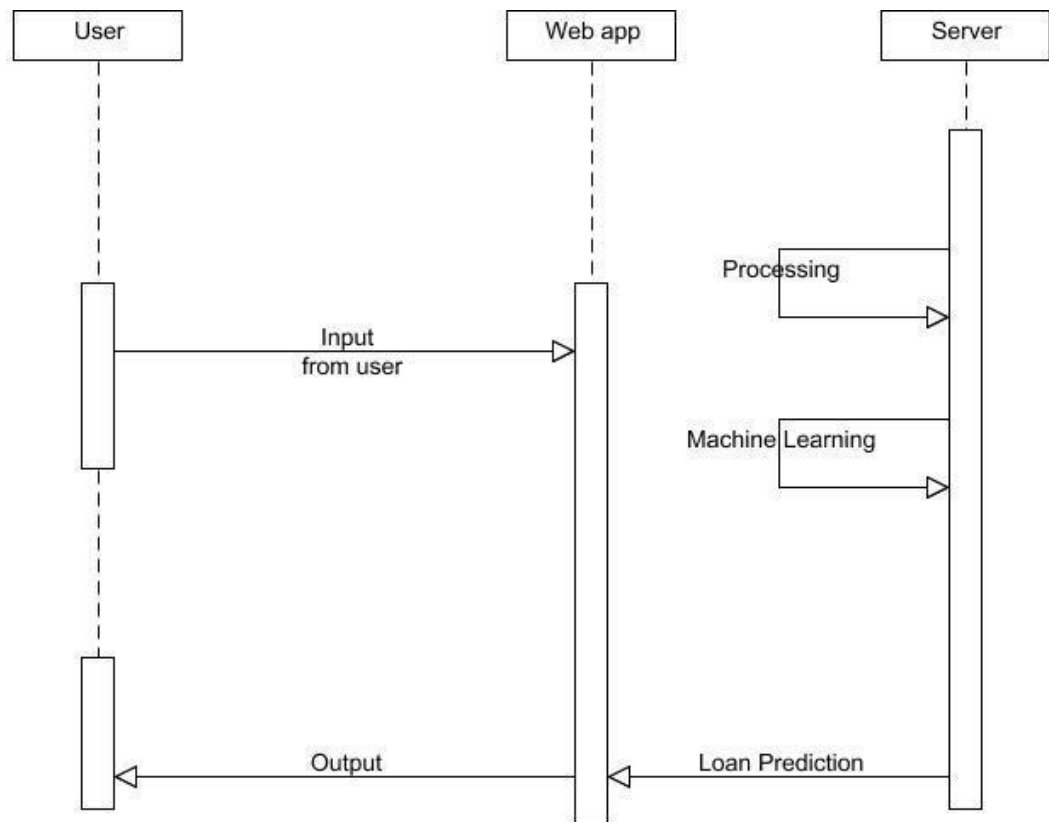 User
Web app
Server
Processing
Input
from user
Machine Learning
Output
Loan Prediction